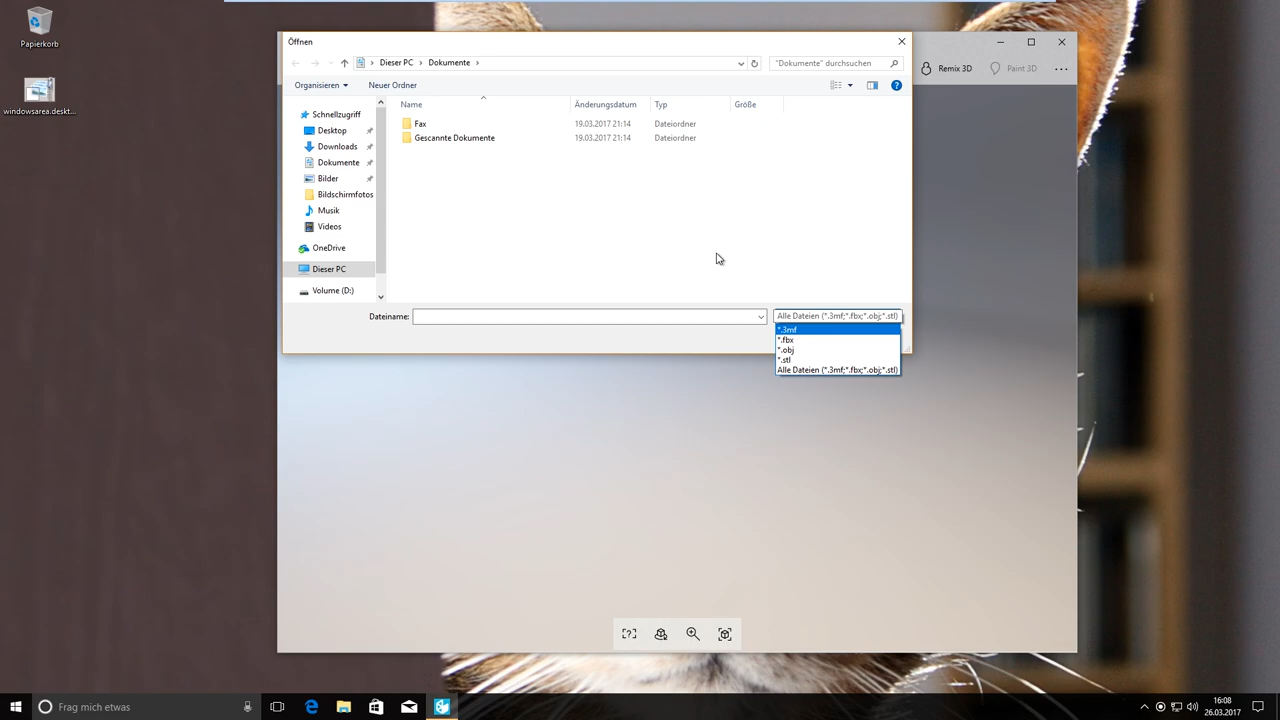 Papierkorb
windowsarea.deskt...
Öffnen
Dieser PC
Dokumente
"Dokumente" durchsuchen
Remix 3D
Paint 3D
Organisieren
Neuer Ordner
Name
Änderungsdatum
Typ
Größe
Schnellzugriff
Desktop
Downloads
Dokumente
Bilder
Bildschirmfotos
Musik
Videos
OneDrive
Dieser PC
Volume (D:)
Fax
19.03.2017 21:14
Dateiordner
Gescannte Dokumente
19.03.2017 21:14
Dateiordner
Dateiname:
Alle Dateien (*.3mf;*.fbx;*.obj;*.stl)
*.3mf
*.fbx
*.obj
*.stl
Alle Dateien (*.3mf;*.fbx;*.obj;*.stl)
Frag mich etwas
16:08
26.03.2017